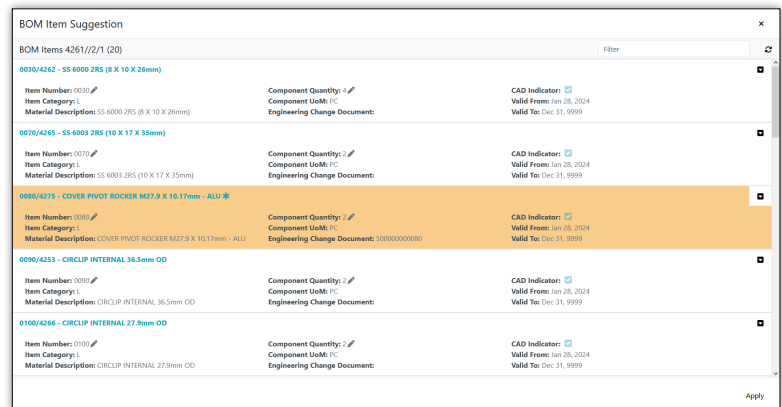 BOM Item Suggestion ×
BOM Items 4261//2/1 (20) Filter
0030/4262 - SS 6000 2RS (8 X 10 X 26mm)
Item Number: 0030 Component Quantity: 4 CAD Indicator:
Item Category: L Component UoM: PC Valid From: Jan 28, 2024
Material Description: SS 6000 2RS (8 X 10 X 26mm) Engineering Change Document: Valid To: Dec 31, 9999
0070/4265 - SS 6003 2RS (10 X 17 X 35mm)
Item Number: 0070 Component Quantity: 2 CAD Indicator:
Item Category: L Component UoM: PC Valid From: Jan 28, 2024
Material Description: SS 6003 2RS (10 X 17 X 35mm) Engineering Change Document: Valid To: Dec 31, 9999
0080/4275 - COVER PIVOT ROCKER M27.9 X 10.17mm - ALU *
Item Number: 0080 Component Quantity: 2 CAD Indicator:
Item Category: L Component UoM: PC Valid From: Jan 28, 2024
Material Description: COVER PIVOT ROCKER M27.9 X 10.17mm - ALU Engineering Change Document: 500000000080 Valid To: Dec 31, 9999
0090/4253 - CIRCLIP INTERNAL 36.5mm OD
Item Number: 0090 Component Quantity: 2 CAD Indicator:
Item Category: L Component UoM: PC Valid From: Jan 28, 2024
Material Description: CIRCLIP INTERNAL 36.5mm OD Engineering Change Document: Valid To: Dec 31, 9999
0100/4266 - CIRCLIP INTERNAL 27.9mm OD
Item Number: 0100 Component Quantity: 2 CAD Indicator:
Item Category: L Component UoM: PC Valid From: Jan 28, 2024
Material Description: CIRCLIP INTERNAL 27.9mm OD Engineering Change Document: Valid To: Dec 31, 9999
Apply